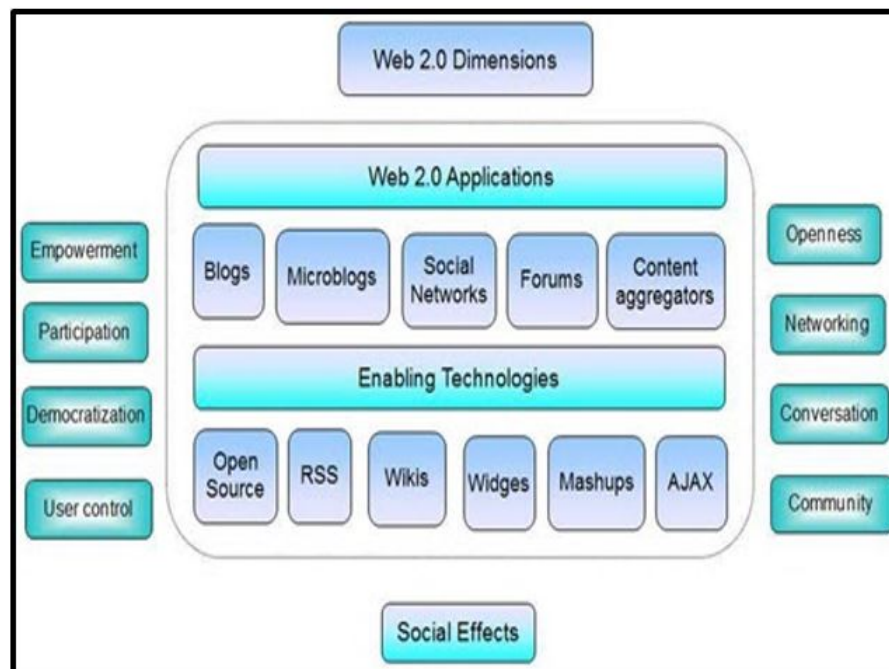 Web 2.0 Dimensions
Web 2.0 Applications
Empowerment
Participation
Democratization
User control
Blogs
Microblogs
Social
Networks
Forums
Content
aggregators
Enabling Technologies
Open
Source
RSS
Wikis
Widges
Mashups
AJAX
Openness
Networking
Conversation
Community
Social Effects